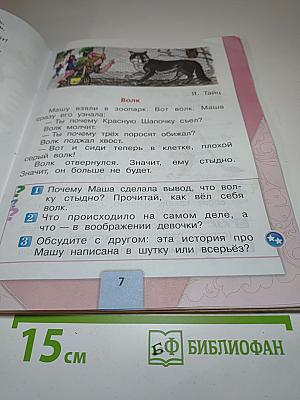 Я. Тайц
Волк
Машу взяли в зоопарк. Вот волк. Маша
сразу его узнала:
— Ты почему Красную Шапочку съел?
Волк молчит.
— Ты почему трёх поросят обижал?
Волк поджал хвост.
— Вот и сиди теперь в клетке, плохой
серый волк!
Волк отвернулся. Значит, ему стыдно.
Значит, он больше не будет.
1 Почему Маша сделала вывод, что вол-
ку стыдно? Прочитай, как вёл себя
волк.
2 Что происходило на самом деле, а
что — в воображении девочки?
3 Обсудите с другом: эта история про
Машу написана в шутку или всерьёз?
7
15 см
БФ БИБЛИОФАН